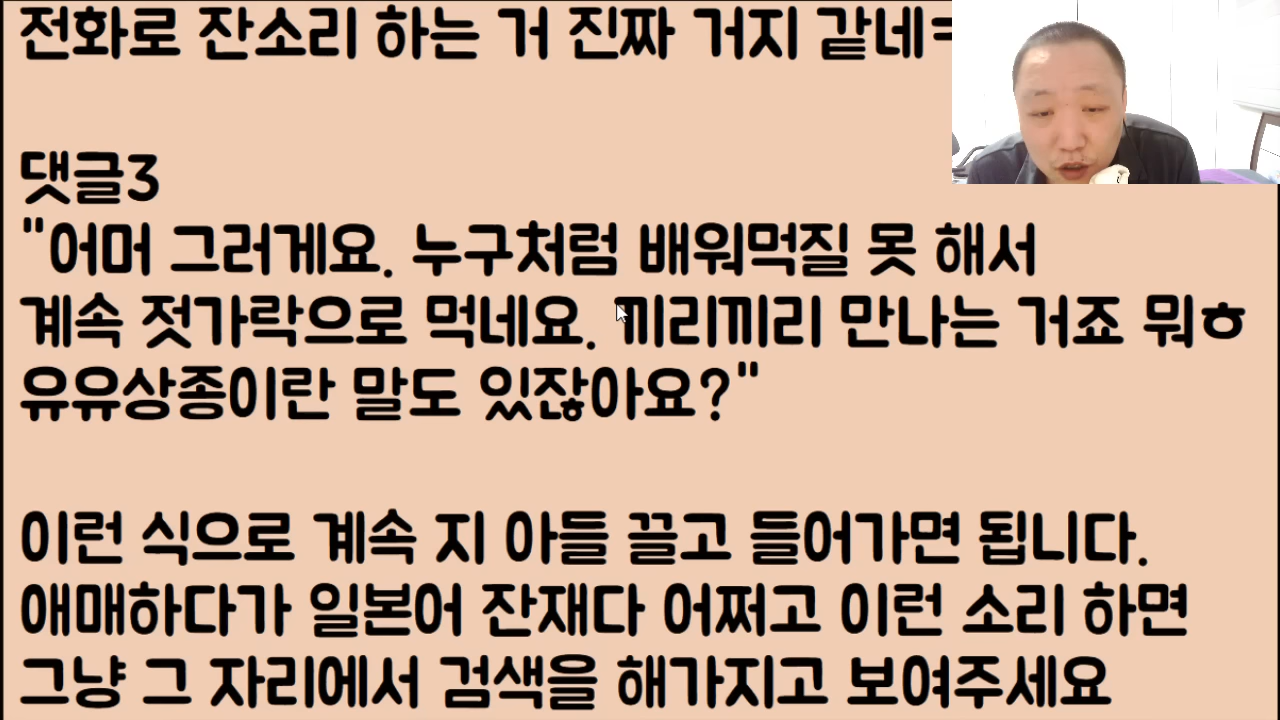 전화로 잔소리 하는 거 진짜 거지 같네ㅋ
댓글3
"어머 그러게요. 누구처럼 배워먹질 못 해서
계속 젓가락으로 먹네요. 끼리끼리 만나는 거죠 뭐ㅎ
유유상종이란 말도 있잖아요?"
이런 식으로 계속 지 아들 끌고 들어가면 됩니다.
애매하다가 일본어 잔재다 어쩌고 이런 소리 하면
그냥 그 자리에서 검색을 해가지고 보여주세요